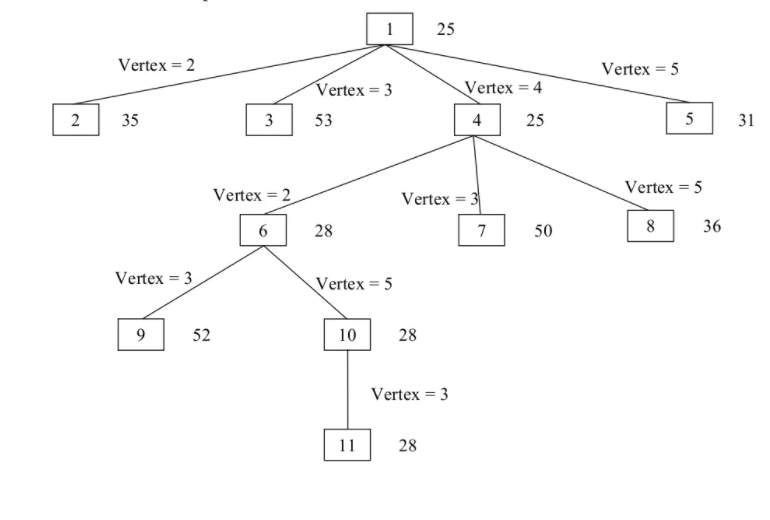 1 25
Vertex = 2
Vertex = 5
Vertex = 3
Vertex = 4
2 35
3 53
4 25
5 31
Vertex = 2
Vertex = 3
Vertex = 5
6 28
7 50
8 36
Vertex = 3
Vertex = 5
9 52
10 28
Vertex = 3
11 28